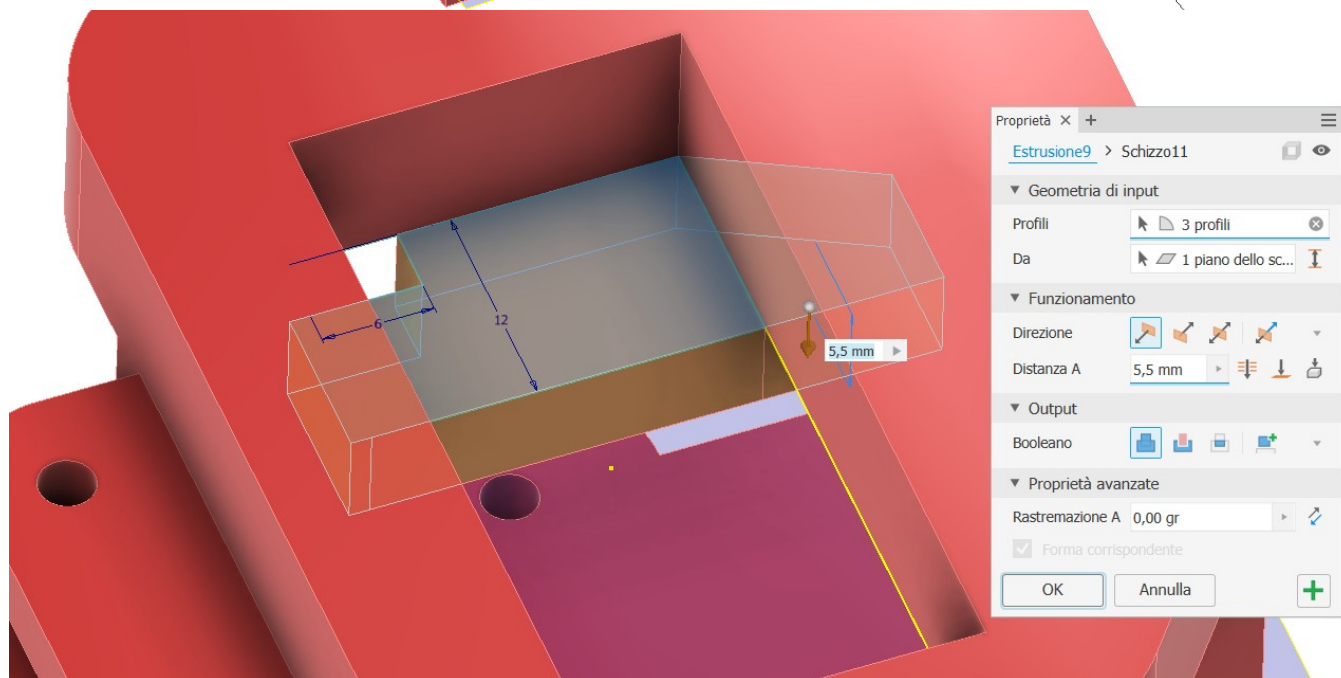 Proprietà × +
Estrusione9 > Schizzo11
Geometria di input
Profili 3 profili
Da 1 piano dello sc...
Funzionamento
Direzione
Distanza A 5,5 mm
Output
Booleano
Proprietà avanzate
Rastremazione A 0,00 gr
Forma corrispondente
OK Annulla
6
12
5,5 mm